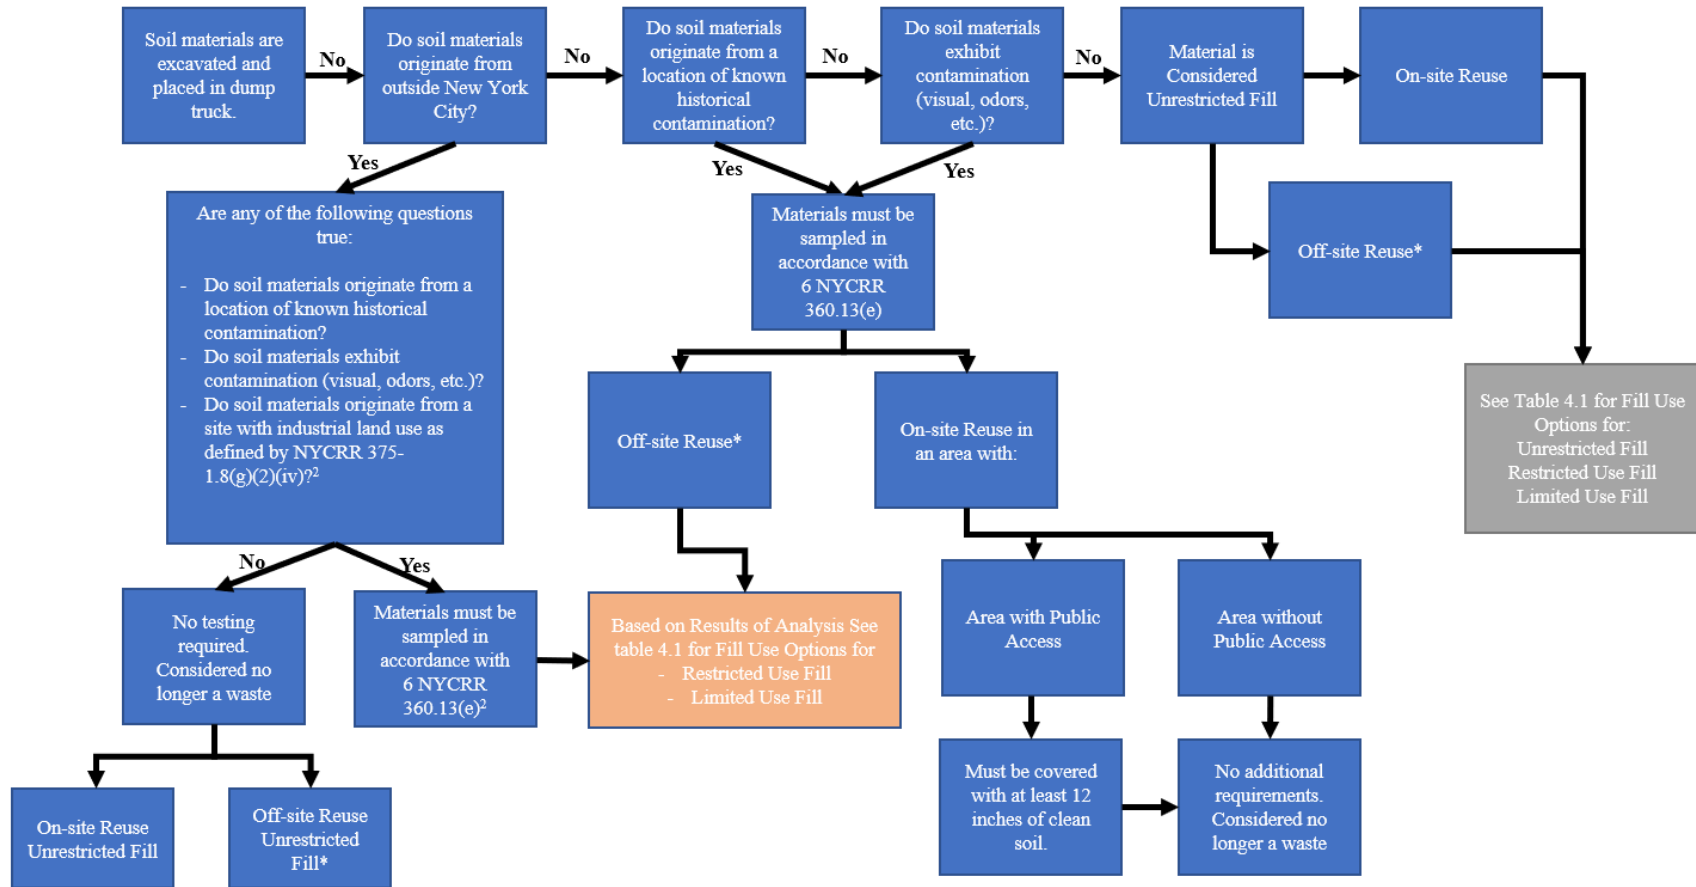 Soil materials are
excavated and
placed in dump
truck.
No
Do soil materials
originate from
outside New York
City?
No
Do soil materials
originate from a
location of known
historical
contamination?
No
Do soil materials
exhibit
contamination
(visual, odors,
etc.)?
No
Material is
Considered
Unrestricted Fill
On-site Reuse
Yes
Yes
Yes
Off-site Reuse*
Are any of the following questions
true:
- Do soil materials originate from a
location of known historical
contamination?
- Do soil materials exhibit
contamination (visual, odors, etc.)?
- Do soil materials originate from a
site with industrial land use as
defined by NYCRR 375-
1.8(g)(2)(iv)?²
Materials must be
sampled in
accordance with
6 NYCRR
360.13(e)
Off-site Reuse*
On-site Reuse in
an area with:
See Table 4.1 for Fill Use
Options for:
Unrestricted Fill
Restricted Use Fill
Limited Use Fill
No
Yes
No testing
required.
Considered no
longer a waste
Materials must be
sampled in
accordance with
6 NYCRR
360.13(e)²
Based on Results of Analysis See
table 4.1 for Fill Use Options for
- Restricted Use Fill
- Limited Use Fill
Area with Public
Access
Area without
Public Access
On-site Reuse
Unrestricted Fill
Off-site Reuse
Unrestricted
Fill*
Must be covered
with at least 12
inches of clean
soil.
No additional
requirements.
Considered no
longer a waste